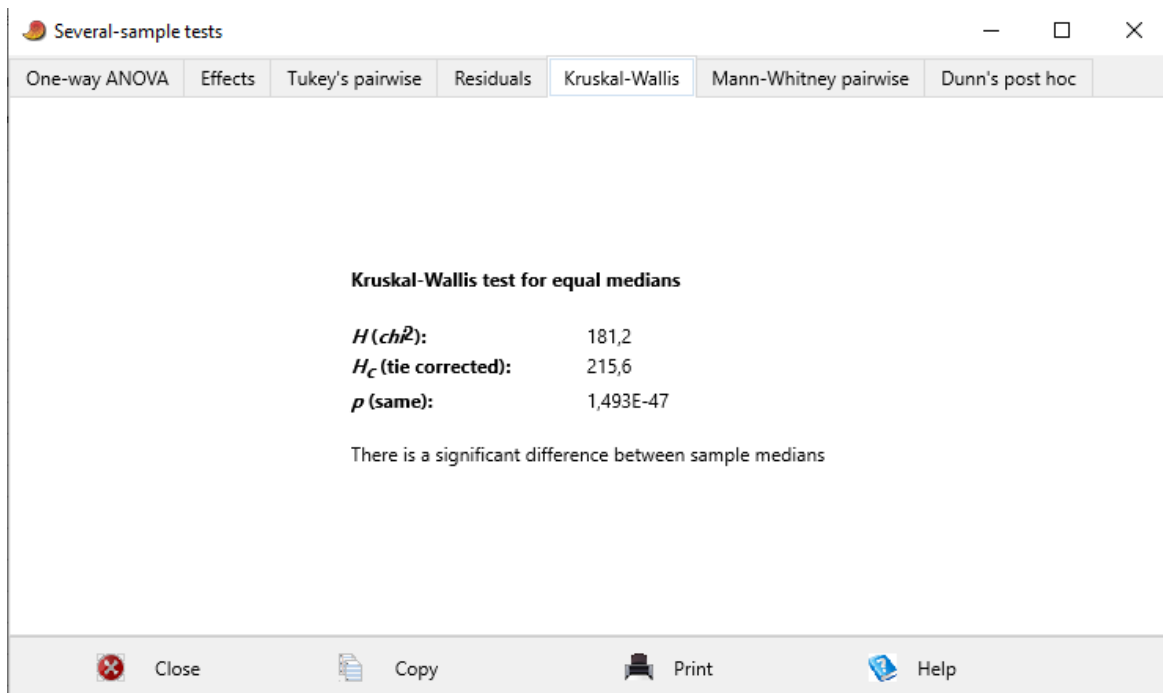 Several-sample tests
One-way ANOVA Effects Tukey's pairwise Residuals Kruskal-Wallis Mann-Whitney pairwise Dunn's post hoc
Kruskal-Wallis test for equal medians
H (chi2): 181,2
Hc (tie corrected): 215,6
p (same): 1,493E-47
There is a significant difference between sample medians
Close Copy Print Help